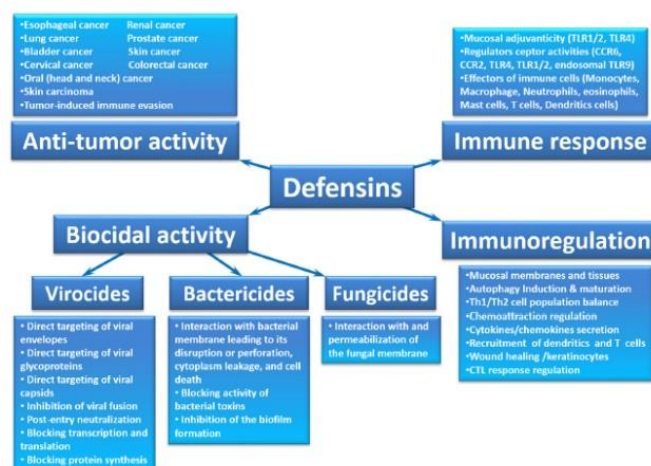 •Esophageal cancer Renal cancer
•Lung cancer Prostate cancer
•Bladder cancer Skin cancer
•Cervical cancer Colorectal cancer
•Oral (head and neck) cancer
•Skin carcinoma
•Tumor-induced immune evasion
Anti-tumor activity
•Mucosal adjuvanticity (TLR1/2, TLR4)
•Regulators ceptor activities (CCR6,
CCR2, TLR4, TLR1/2, endosomal TLR9)
•Effectors of immune cells (Monocytes,
Macrophage, Neutrophils, eosinophils,
Mast cells, T cells, Dendritics cells)
Immune response
Defensins
Biocidal activity
Virocides
• Direct targeting of viral
envelopes
• Direct targeting of viral
glycoproteins
• Direct targeting of viral
capsids
• Inhibition of viral fusion
• Post-entry neutralization
• Blocking transcription and
translation
• Blocking protein synthesis
Bactericides
• Interaction with bacterial
membrane leading to its
disruption or perforation,
cytoplasm leakage, and cell
death
• Blocking activity of
bacterial toxins
• Inhibition of the biofilm
formation
Fungicides
• Interaction with and
permeabilization of
the fungal membrane
Immunoregulation
•Mucosal membranes and tissues
•Autophagy Induction & maturation
•Th1/Th2 cell population balance
•Chemoattraction regulation
•Cytokines/chemokines secretion
•Recruitment of dendritics and T cells
•Wound healing /keratinocytes
•CTL response regulation